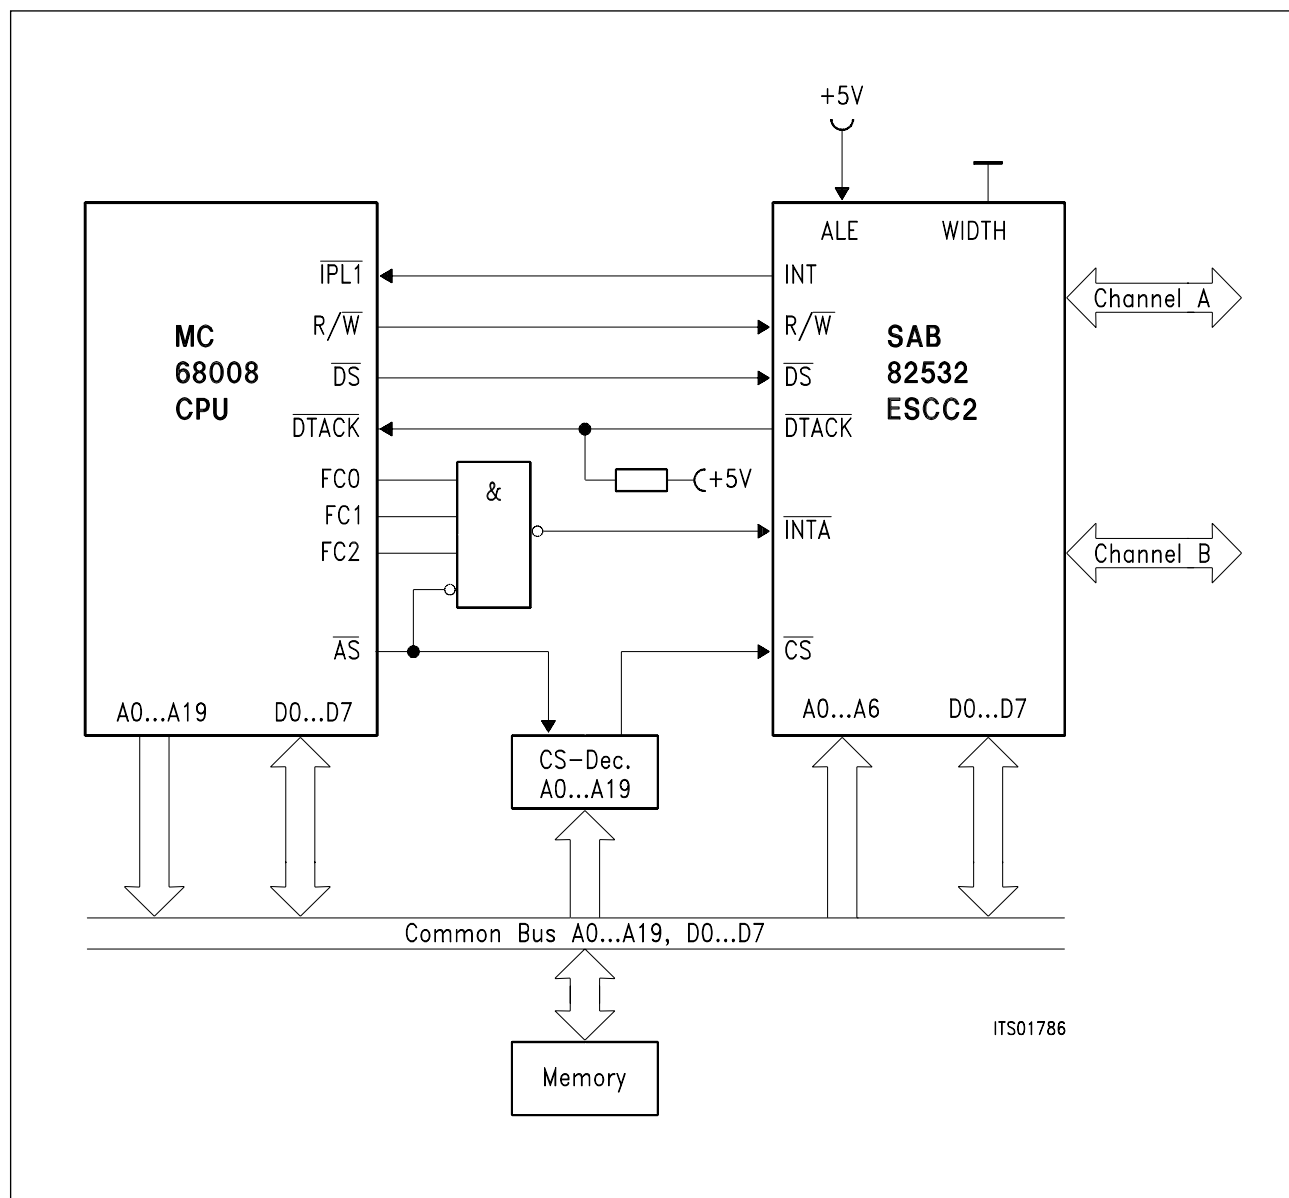 +5V
ALE WIDTH
IPL1 INT
Channel_A
R/W R/W
MC
68008
CPU
SAB
82532
ESCC2
DS DS
DTACK DTACK
FC0 & +5V
FC1
FC2
INTA
Channel_B
AS CS
A0...A19 D0...D7 A0...A6 D0...D7
CS-Dec.
A0...A19
Common Bus A0...A19, D0...D7
ITS01786
Memory